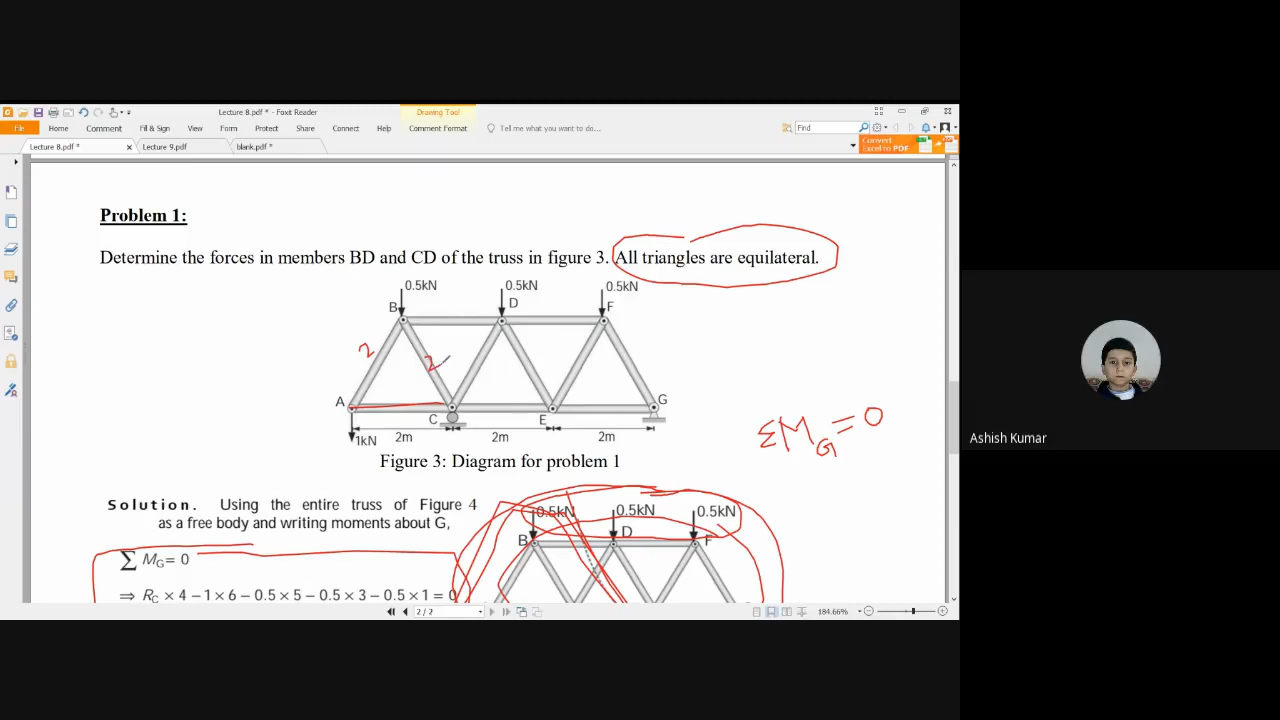 Lecture 8.pdf * - Foxit Reader
Drawing Tool
File Home Comment Fill & Sign View Form Protect Share Connect Help Comment Format Tell me what you want to do... Find
Lecture 8.pdf * Lecture 9.pdf blank.pdf *
Convert
Excel to PDF
Problem 1:
Determine the forces in members BD and CD of the truss in figure 3. All triangles are equilateral.
0.5kN 0.5kN 0.5kN
B D F
2 2
A C E G
1kN 2m 2m 2m
ΣM_G = 0
Figure 3: Diagram for problem 1
Solution. Using the entire truss of Figure 4
as a free body and writing moments about G,
0.5kN 0.5kN 0.5kN
B D F
∑ M_G = 0
⇒ R_C × 4 – 1 × 6 – 0.5 × 5 – 0.5 × 3 – 0.5 × 1 = 0
2 / 2 184.66%
Ashish Kumar